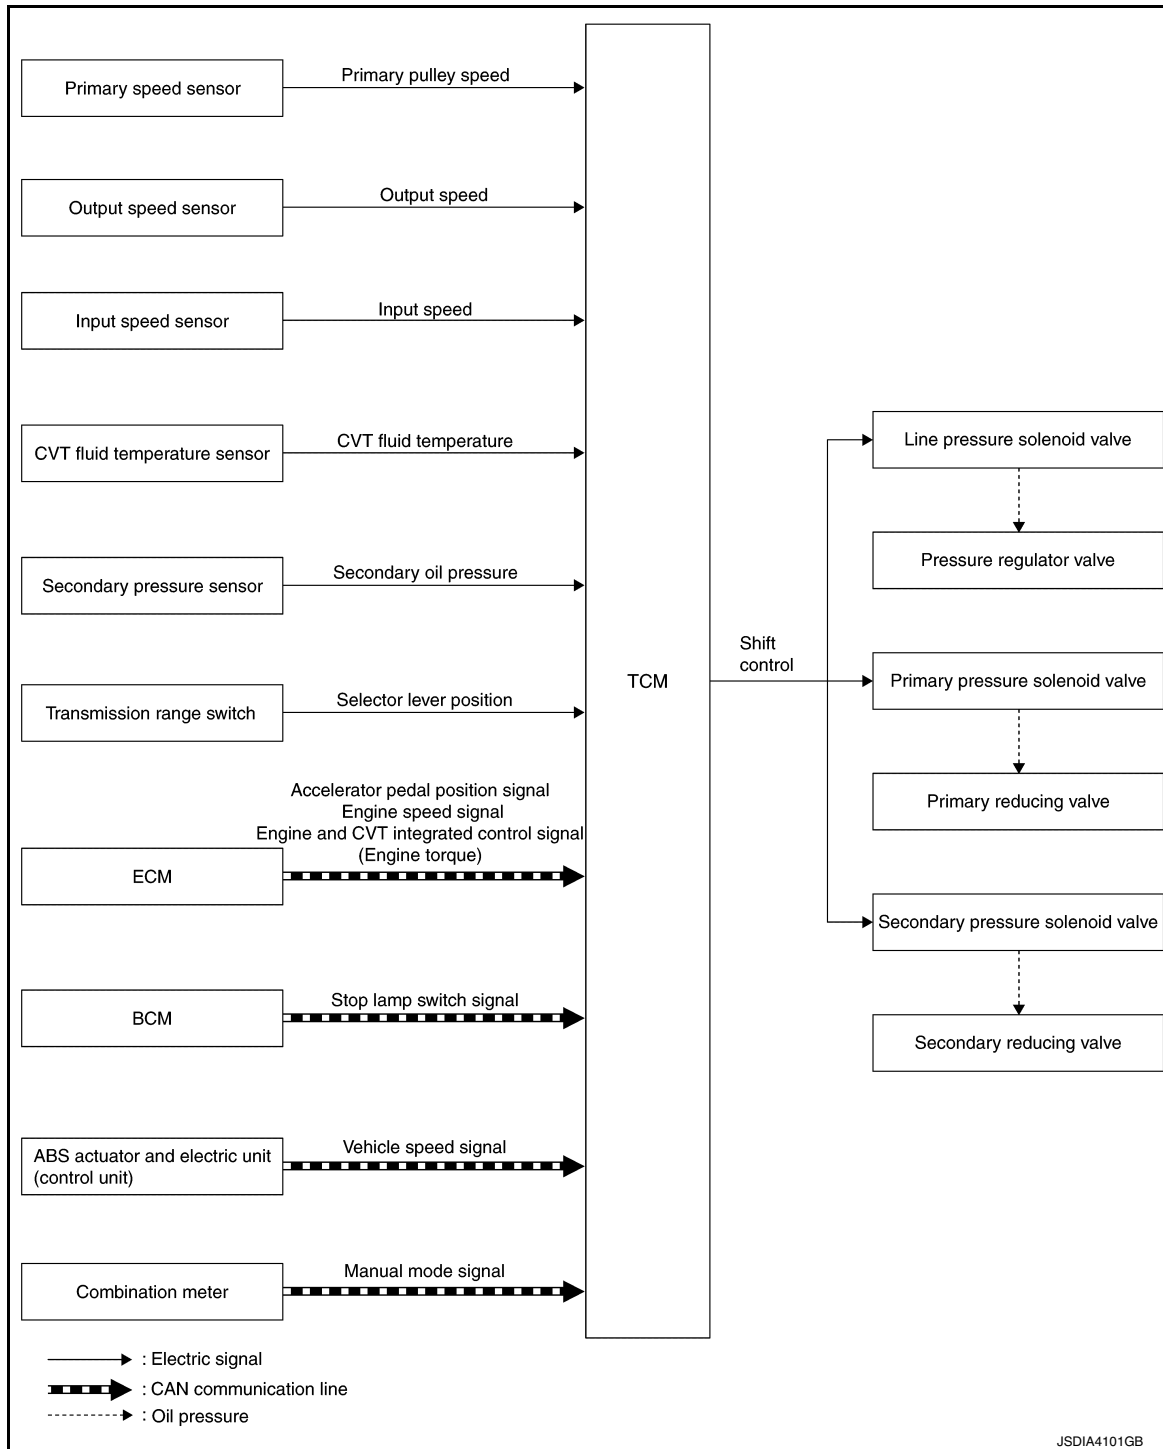 Primary speed sensor
Primary pulley speed
Output speed sensor
Output speed
Input speed sensor
Input speed
CVT fluid temperature sensor
CVT fluid temperature
Secondary pressure sensor
Secondary oil pressure
Transmission range switch
Selector lever position
ECM
Accelerator pedal position signal
Engine speed signal
Engine and CVT integrated control signal
(Engine torque)
BCM
Stop lamp switch signal
ABS actuator and electric unit
(control unit)
Vehicle speed signal
Combination meter
Manual mode signal
TCM
Shift
control
Line pressure solenoid valve
Pressure regulator valve
Primary pressure solenoid valve
Primary reducing valve
Secondary pressure solenoid valve
Secondary reducing valve
: Electric signal
: CAN communication line
: Oil pressure
JSDIA4101GB